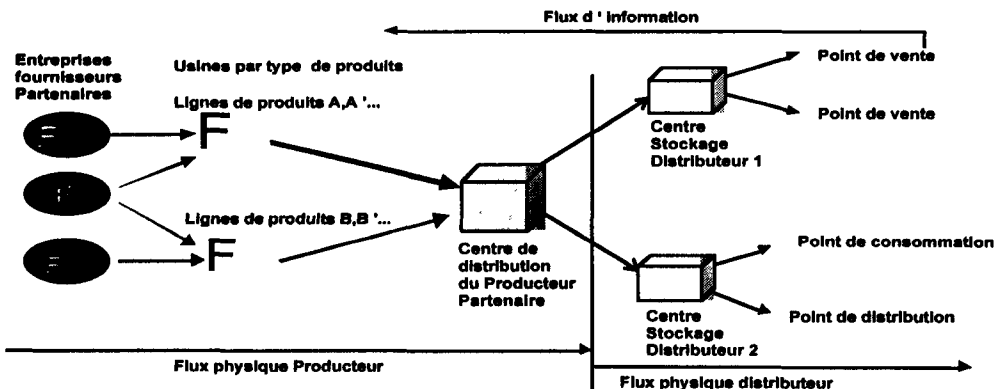 Flux d ' information
Entreprises
fournisseurs
Partenaires
Usines par type de produits
Lignes de produits A,A '...
F
Lignes de produits B,B '...
F
Centre de
distribution
du Producteur
Partenaire
Centre
Stockage
Distributeur 1
Point de vente
Point de vente
Centre
Stockage
Distributeur 2
Point de consommation
Point de distribution
Flux physique Producteur
Flux physique distributeur